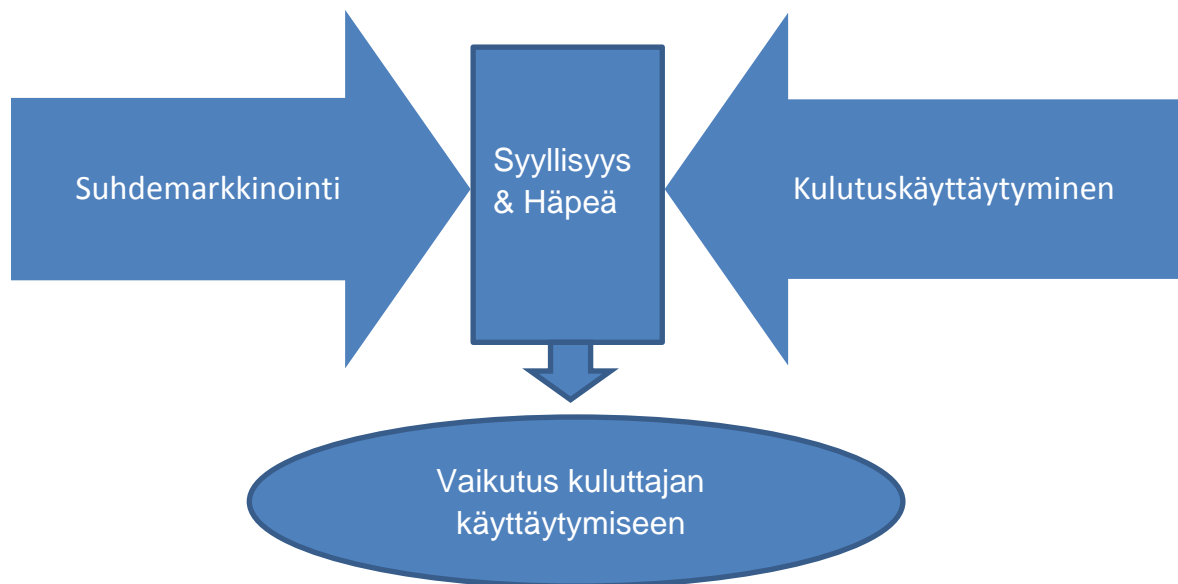 Suhdemarkkinointi
Syyllisyys
& Häpeä
Kulutuskäyttäytyminen
Vaikutus kuluttajan
käyttäytymiseen